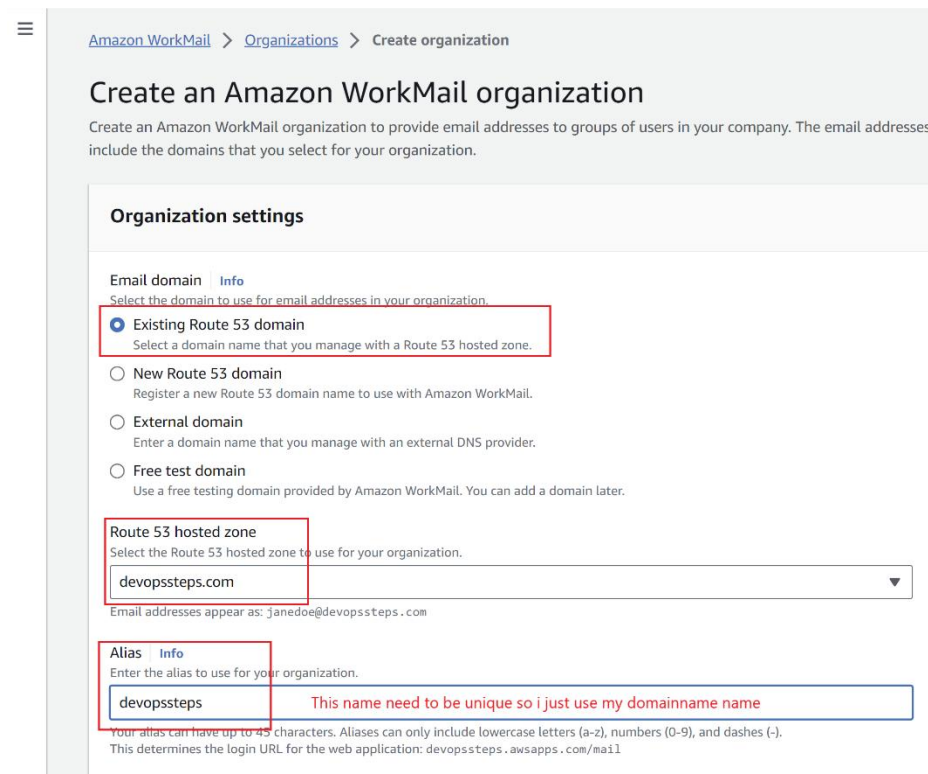 Amazon WorkMail > Organizations > Create organization
Create an Amazon WorkMail organization
Create an Amazon WorkMail organization to provide email addresses to groups of users in your company. The email addresses
include the domains that you select for your organization.
Organization settings
Email domain | Info
Select the domain to use for email addresses in your organization.
Existing Route 53 domain
Select a domain name that you manage with a Route 53 hosted zone.
New Route 53 domain
Register a new Route 53 domain name to use with Amazon WorkMail.
External domain
Enter a domain name that you manage with an external DNS provider.
Free test domain
Use a free testing domain provided by Amazon WorkMail. You can add a domain later.
Route 53 hosted zone
Select the Route 53 hosted zone to use for your organization.
devopssteps.com
Email addresses appear as: janedoe@devopssteps.com
Alias | Info
Enter the alias to use for your organization.
devopssteps This name need to be unique so i just use my domainname name
Your alias can have up to 45 characters. Aliases can only include lowercase letters (a-z), numbers (0-9), and dashes (-).
This determines the login URL for the web application: devopssteps.awsapps.com/mail